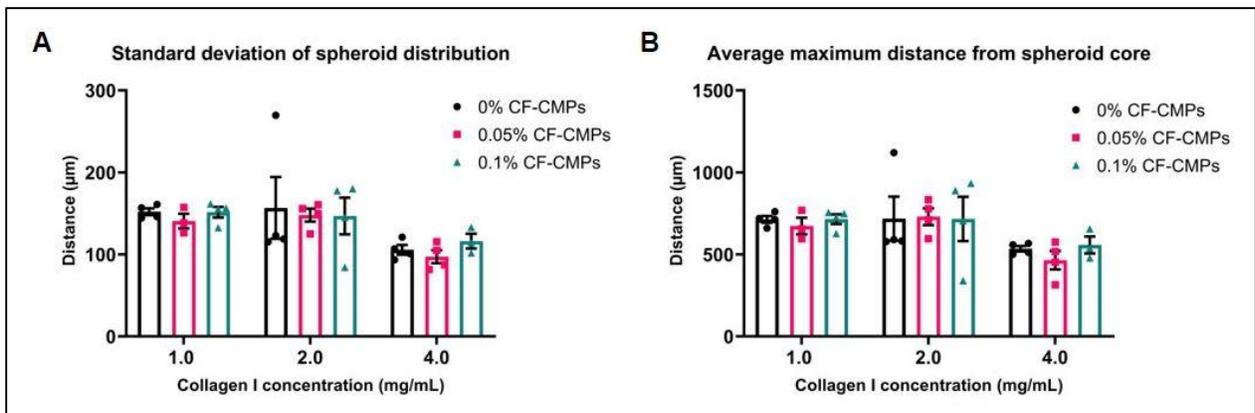 A
Standard deviation of spheroid distribution
300
200
100
0
Distance (µm)
0% CF-CMPs
0.05% CF-CMPs
0.1% CF-CMPs
1.0 2.0 4.0
Collagen I concentration (mg/mL)
B
Average maximum distance from spheroid core
1500
1000
500
0
Distance (µm)
0% CF-CMPs
0.05% CF-CMPs
0.1% CF-CMPs
1.0 2.0 4.0
Collagen I concentration (mg/mL)